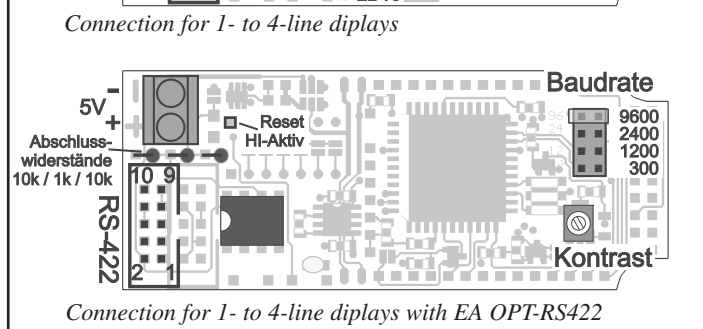 Connection for 1- to 4-line diplays
Baudrate
-
5V
+
Reset
HI-Aktiv
9600
2400
1200
300
Abschluss-
widerstände
10k / 1k / 10k
10 9
RS-422
2 1
Kontrast
Connection for 1- to 4-line diplays with EA OPT-RS422